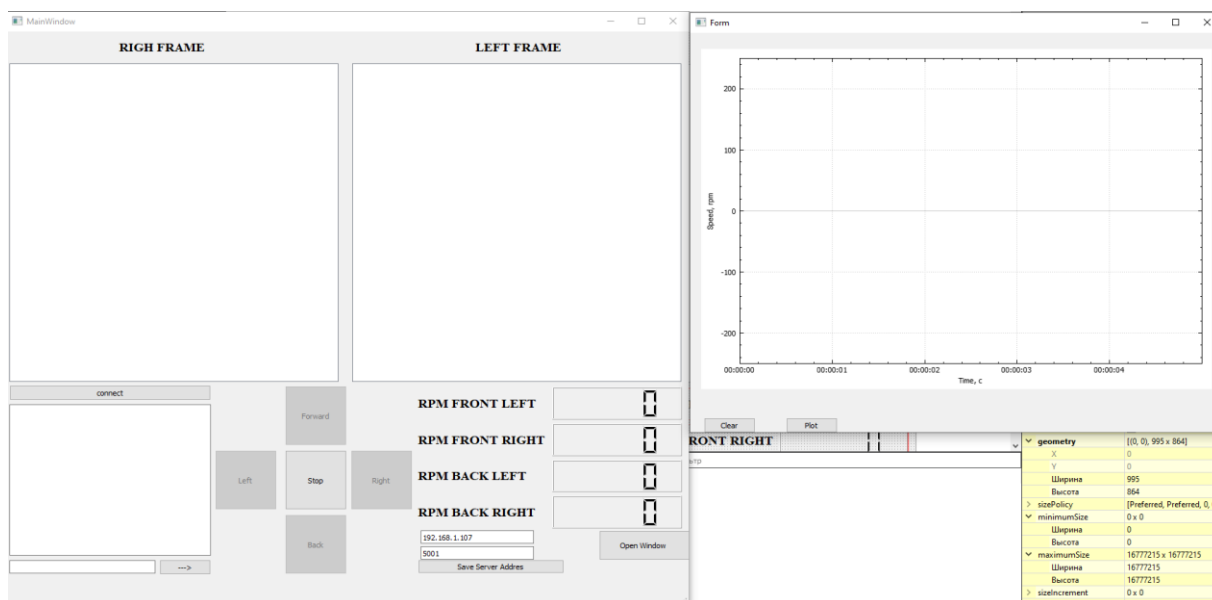 MainWindow
RIGH FRAME
LEFT FRAME
connect
Forward
Left
Stop
Right
Back
--->
RPM FRONT LEFT
0
RPM FRONT RIGHT
0
RPM BACK LEFT
0
RPM BACK RIGHT
0
192.168.1.107
5001
Save Server Addres
Open Window
Form
200
100
0
-100
-200
Speed, rpm
00:00:00 00:00:01 00:00:02 00:00:03 00:00:04
Time, c
Clear
Plot
RONT RIGHT
geometry [(0, 0), 995 x 864]
X 0
Y 0
Ширина 995
Высота 864
sizePolicy [Preferred, Preferred, 0,
minimumSize 0 x 0
Ширина 0
Высота 0
maximumSize 16777215 x 16777215
Ширина 16777215
Высота 16777215
sizeIncrement 0 x 0